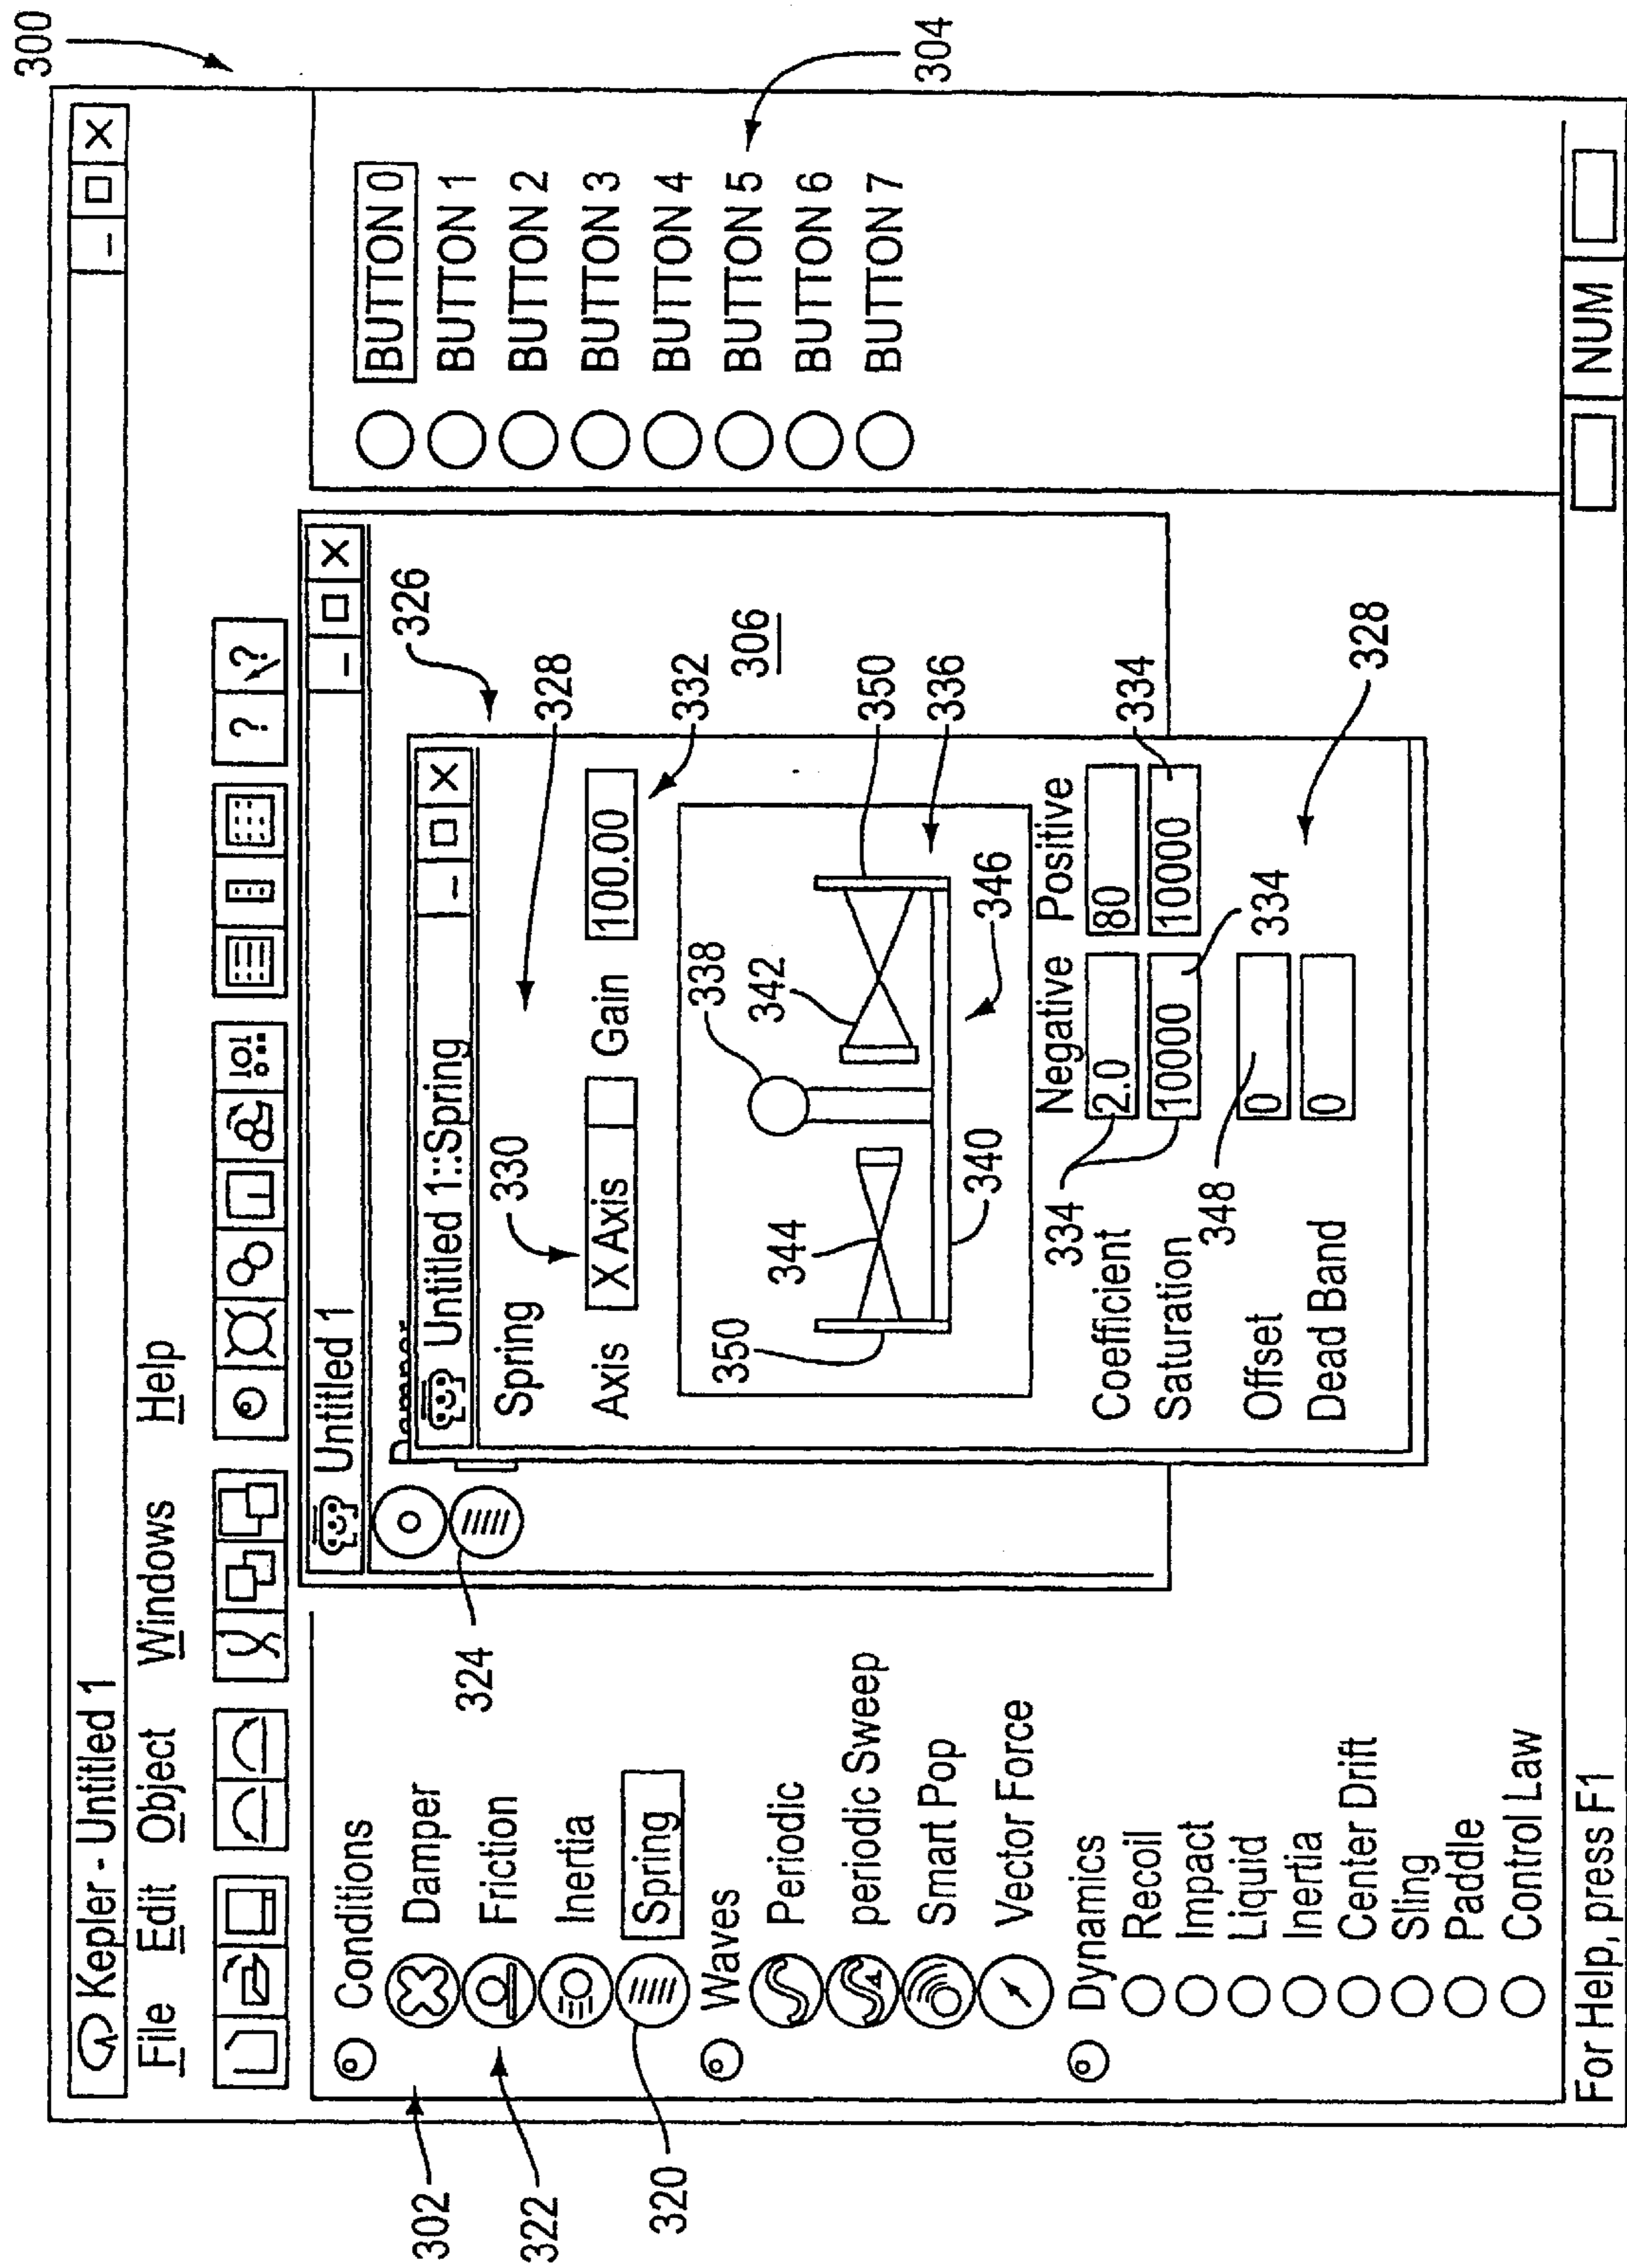 300
Kepler - Untitled 1
File Edit Object Windows Help
? ?
302
322
320
Conditions
Damper
Friction
Inertia
Spring
Waves
Periodic
periodic Sweep
Smart Pop
Vector Force
Dynamics
Recoil
Impact
Liquid
Inertia
Center Drift
Sling
Paddle
Control Law
324
Untitled 1
326
Untitled 1::Spring
Spring
330
328
Axis X Axis Gain 100.00
332
306
338
342
344
350
350
336
340
346
Negative Positive
334
Coefficient 2.0 80
Saturation 10000 10000
334
334
348
Offset 0
Dead Band 0
328
304
BUTTON 0
BUTTON 1
BUTTON 2
BUTTON 3
BUTTON 4
BUTTON 5
BUTTON 6
BUTTON 7
For Help, press F1
NUM